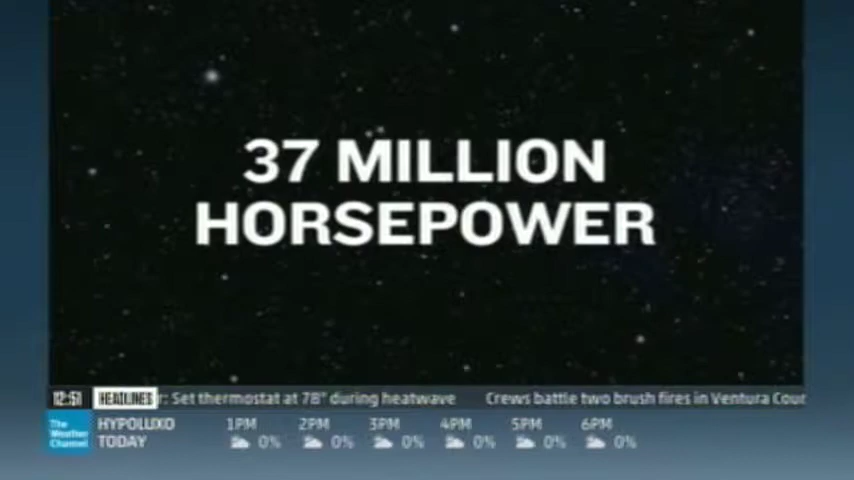 37 MILLION
HORSEPOWER
12:51 HEADLINES r: Set thermostat at 78° during heatwave Crews battle two brush fires in Ventura Cour
The
Weather
Channel
HYPOLUXO 1PM 2PM 3PM 4PM 5PM 6PM
TODAY 0% 0% 0% 0% 0% 0%